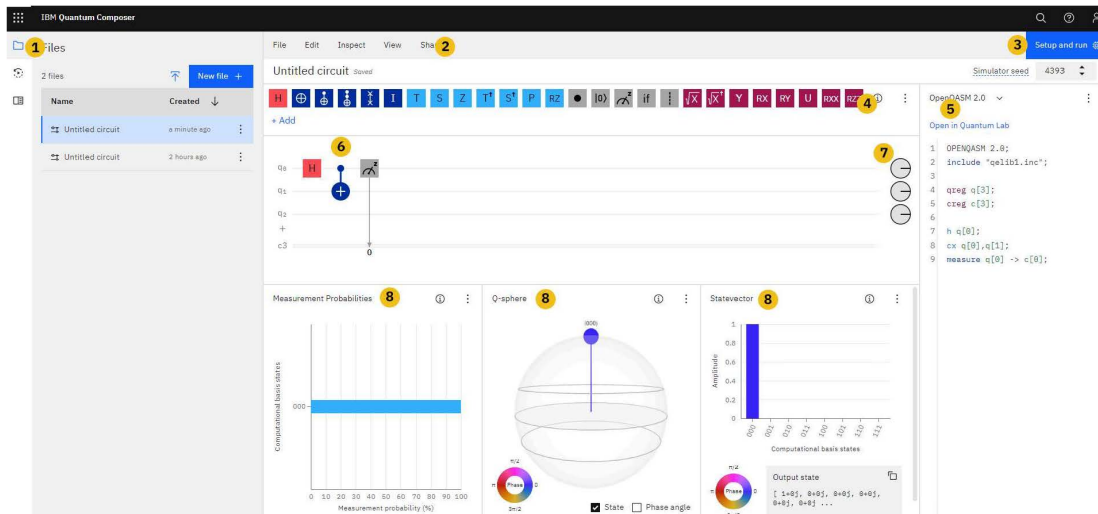 IBM Quantum Composer
1 Files
2 files
New file +
Name Created ↓
Untitled circuit a minute ago
Untitled circuit 2 hours ago
File Edit Inspect View Sha 2
3 Setup and run
Untitled circuit Saved
Simulator seed 4393
H I T S Z T† S† P RZ |0⟩ z if √X √X† Y RX RY U RXX RZ 4
+ Add
6
7
q0 H z
q1
q2
+
c3
0
OpenQASM 2.0
5
Open in Quantum Lab
1 OPENQASM 2.0;
2 include "qelib1.inc";
3
4 qreg q[3];
5 creg c[3];
6
7 h q[0];
8 cx q[0],q[1];
9 measure q[0] -> c[0];
Measurement Probabilities 8
Computational basis states
000
0 10 20 30 40 50 60 70 80 90 100
Measurement probability (%)
Q-sphere 8
|000⟩
π/2
π Phase 0
3π/2
State Phase angle
Statevector 8
Amplitude
1
0.8
0.6
0.4
0.2
0
000 001 010 011 100 101 110 111
Computational basis states
π/2
π Phase 0
Output state
[ 1+0j, 0+0j, 0+0j, 0+0j,
0+0j, 0+0j ...